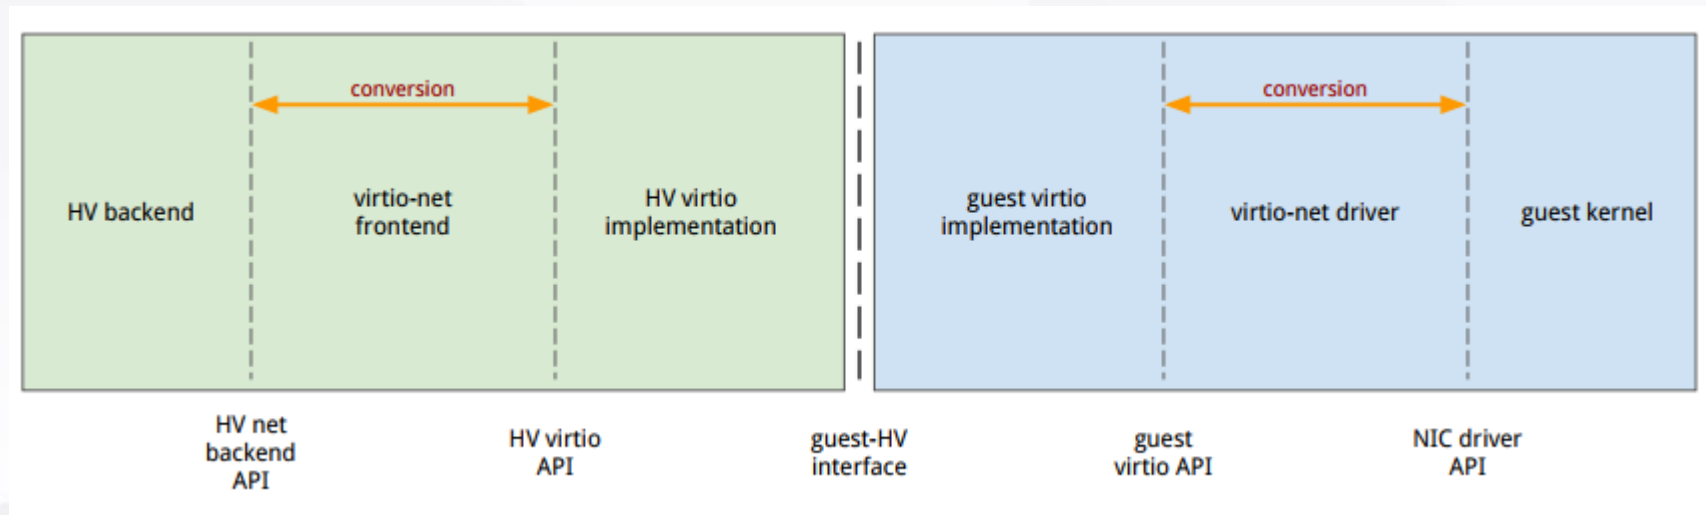 conversion
conversion
HV backend
virtio-net
frontend
HV virtio
implementation
guest virtio
implementation
virtio-net driver
guest kernel
HV net
backend
API
HV virtio
API
guest-HV
interface
guest
virtio API
NIC driver
API